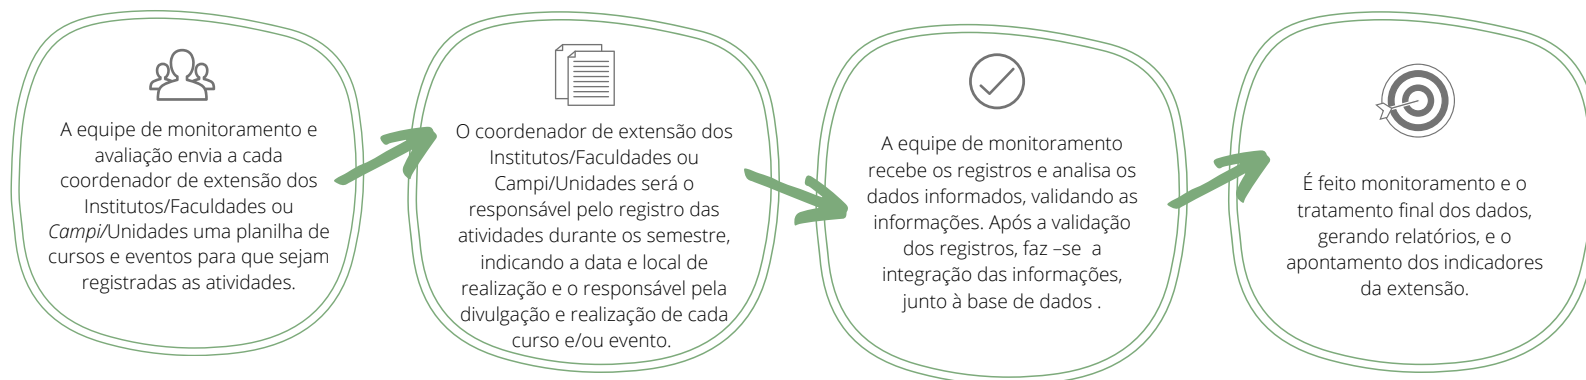 A equipe de monitoramento e
avaliação envia a cada
coordenador de extensão dos
Institutos/Faculdades ou
Campi/Unidades uma planilha de
cursos e eventos para que sejam
registradas as atividades.
O coordenador de extensão dos
Institutos/Faculdades ou
Campi/Unidades será o
responsável pelo registro das
atividades durante os semestre,
indicando a data e local de
realização e o responsável pela
divulgação e realização de cada
curso e/ou evento.
A equipe de monitoramento
recebe os registros e analisa os
dados informados, validando as
informações. Após a validação
dos registros, faz –se  a
integração das informações,
junto à base de dados .
É feito monitoramento e o
tratamento final dos dados,
gerando relatórios, e o
apontamento dos indicadores
da extensão.